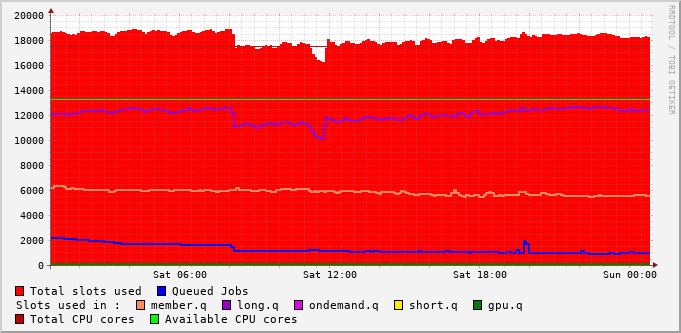 RRDTOOL / TOBI OETIKER
20000
18000
16000
14000
12000
10000
8000
6000
4000
2000
0
Sat 06:00 Sat 12:00 Sat 18:00 Sun 00:00
Total slots used Queued Jobs
Slots used in : member.q long.q ondemand.q short.q gpu.q
Total CPU cores Available CPU cores